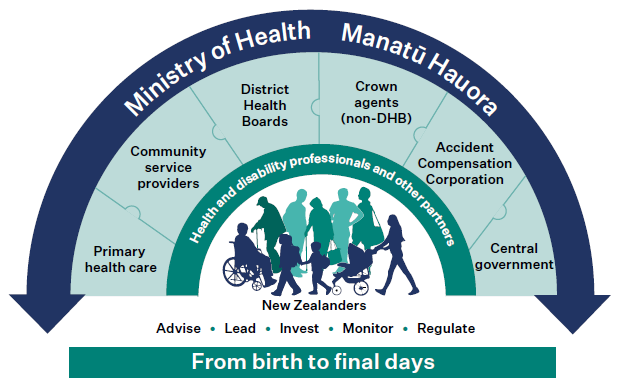 Ministry of Health Manatū Hauora
District
Health
Boards
Crown
agents
(non-DHB)
Community
service
providers
Accident
Compensation
Corporation
Primary
health care
Central
government
Health and disability professionals and other partners
New Zealanders
Advise • Lead • Invest • Monitor • Regulate
From birth to final days